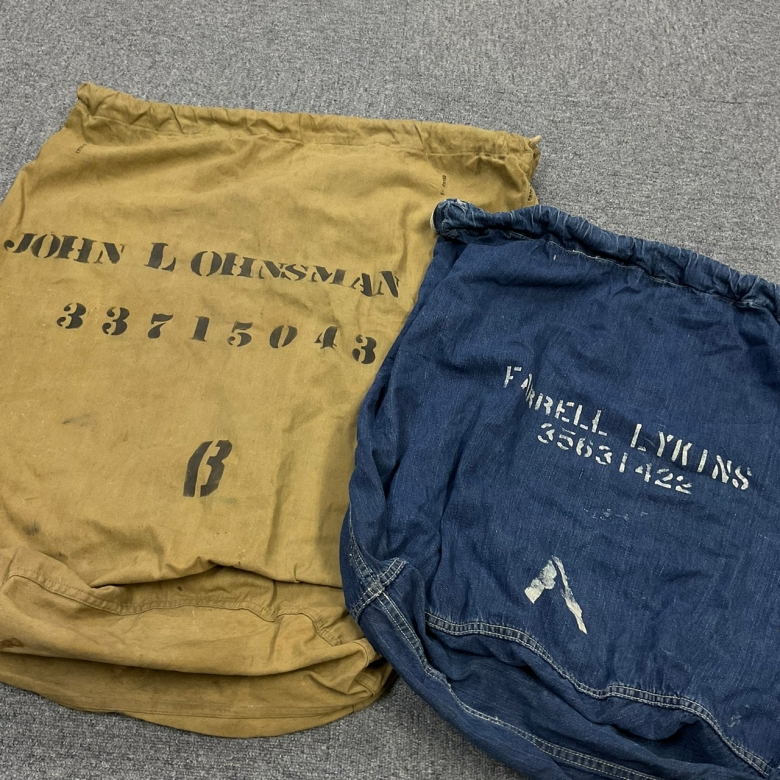 JOHN L OHNSMAN
33715043
B
FARRELL LYKINS
35631422
A